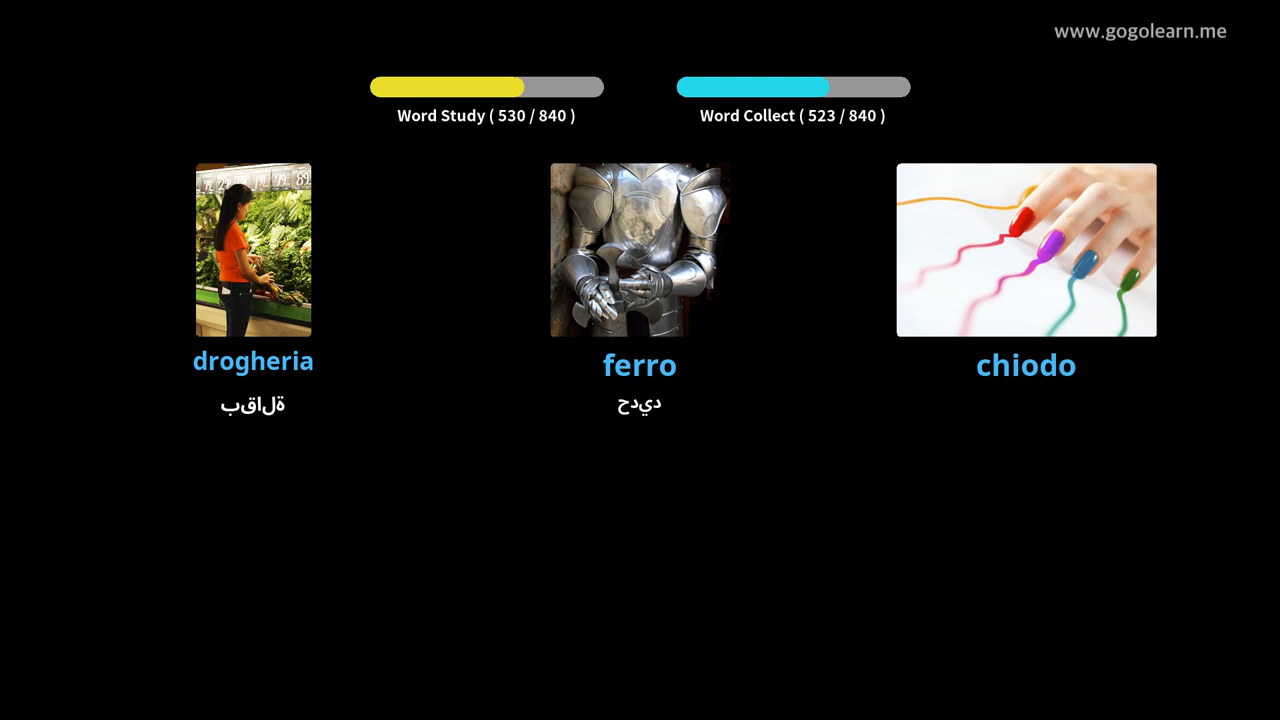 www.gogolearn.me
Word Study ( 530 / 840 )
Word Collect ( 523 / 840 )
drogheria
ferro
chiodo
بقالة
حديد